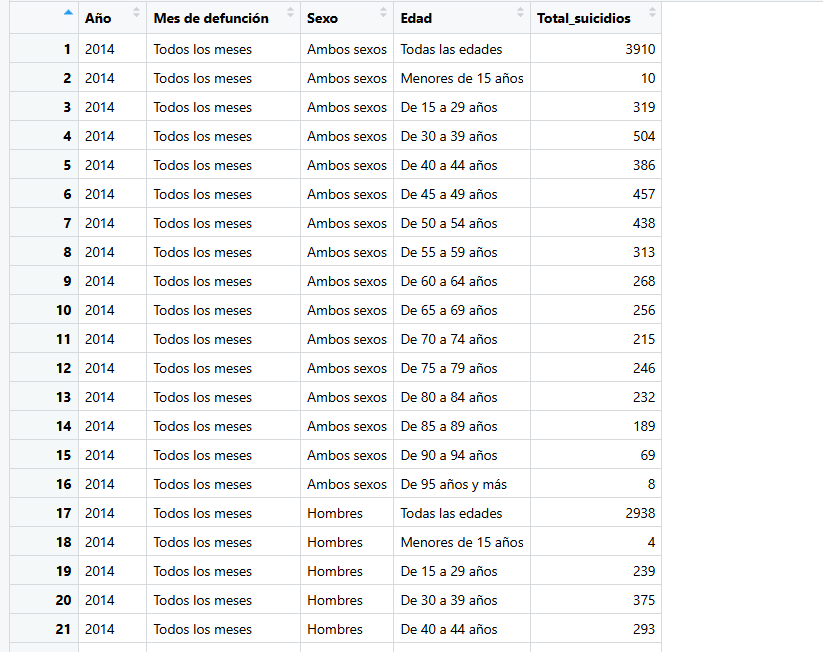 Año Mes de defunción Sexo Edad Total_suicidios
1 2014 Todos los meses Ambos sexos Todas las edades 3910
2 2014 Todos los meses Ambos sexos Menores de 15 años 10
3 2014 Todos los meses Ambos sexos De 15 a 29 años 319
4 2014 Todos los meses Ambos sexos De 30 a 39 años 504
5 2014 Todos los meses Ambos sexos De 40 a 44 años 386
6 2014 Todos los meses Ambos sexos De 45 a 49 años 457
7 2014 Todos los meses Ambos sexos De 50 a 54 años 438
8 2014 Todos los meses Ambos sexos De 55 a 59 años 313
9 2014 Todos los meses Ambos sexos De 60 a 64 años 268
10 2014 Todos los meses Ambos sexos De 65 a 69 años 256
11 2014 Todos los meses Ambos sexos De 70 a 74 años 215
12 2014 Todos los meses Ambos sexos De 75 a 79 años 246
13 2014 Todos los meses Ambos sexos De 80 a 84 años 232
14 2014 Todos los meses Ambos sexos De 85 a 89 años 189
15 2014 Todos los meses Ambos sexos De 90 a 94 años 69
16 2014 Todos los meses Ambos sexos De 95 años y más 8
17 2014 Todos los meses Hombres Todas las edades 2938
18 2014 Todos los meses Hombres Menores de 15 años 4
19 2014 Todos los meses Hombres De 15 a 29 años 239
20 2014 Todos los meses Hombres De 30 a 39 años 375
21 2014 Todos los meses Hombres De 40 a 44 años 293